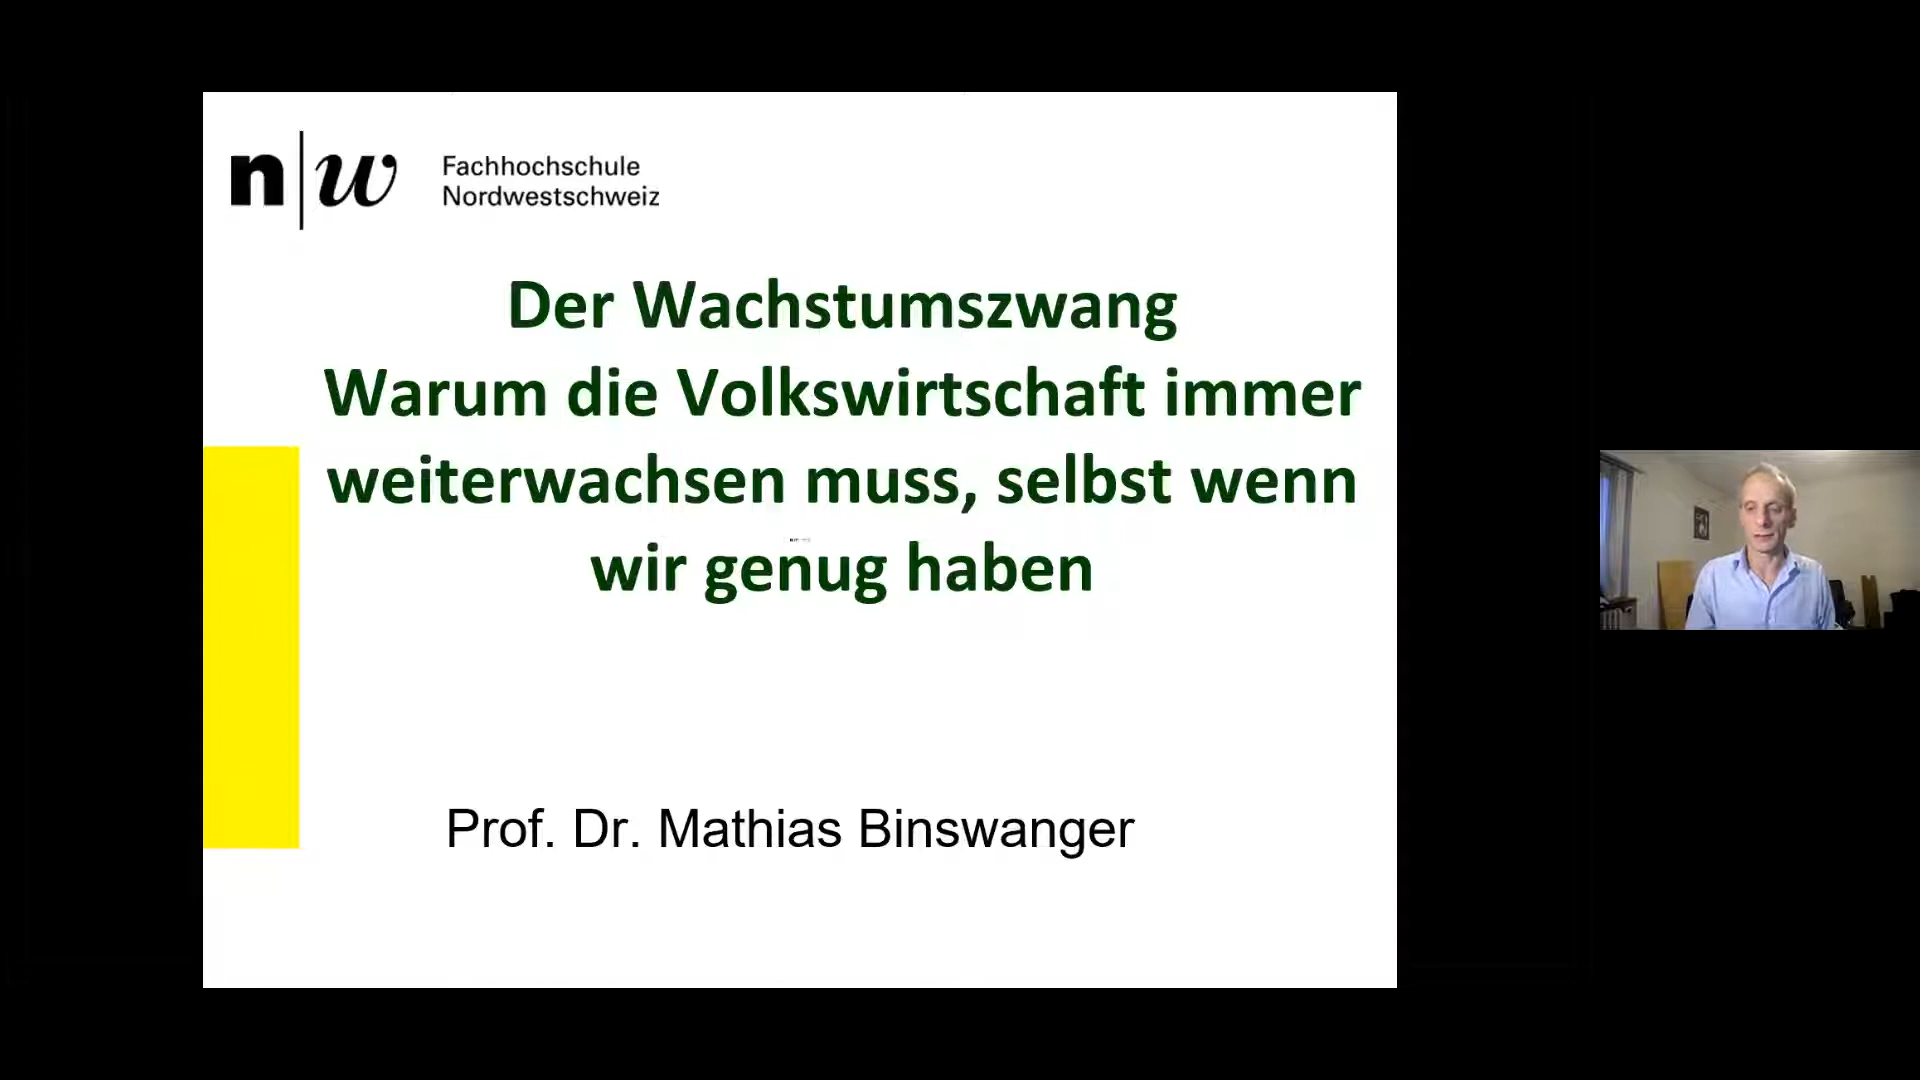 n|w
Fachhochschule
Nordwestschweiz
Der Wachstumszwang
Warum die Volkswirtschaft immer
weiterwachsen muss, selbst wenn
wir genug haben
Prof. Dr. Mathias Binswanger